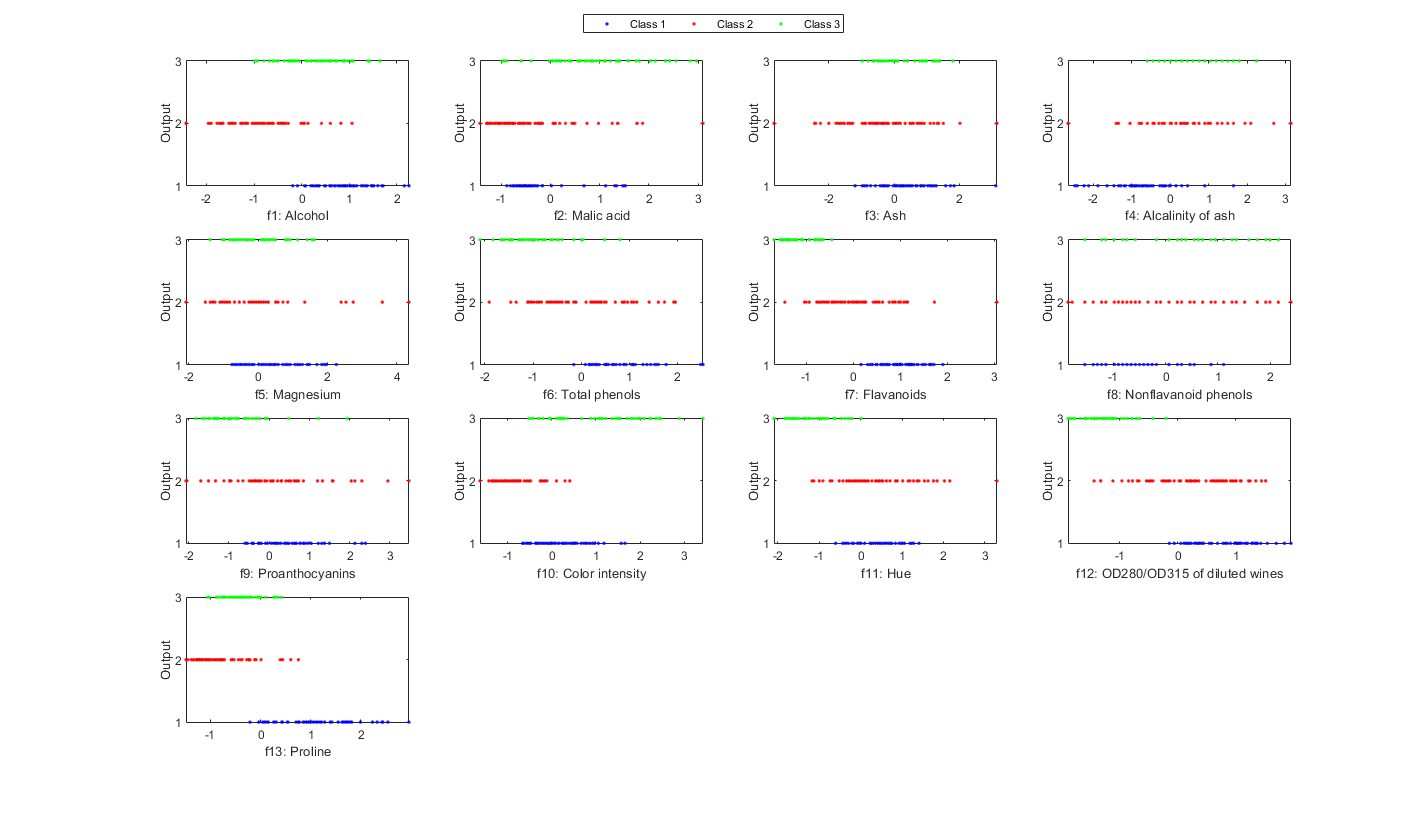 Class 1 Class 2 Class 3
3
Output 2
1
-2 -1 0 1 2
f1: Alcohol
3
Output 2
1
-1 0 1 2 3
f2: Malic acid
3
Output 2
1
-2 0 2
f3: Ash
3
Output 2
1
-2 -1 0 1 2 3
f4: Alcalinity of ash
3
Output 2
1
-2 0 2 4
f5: Magnesium
3
Output 2
1
-2 -1 0 1 2
f6: Total phenols
3
Output 2
1
-1 0 1 2 3
f7: Flavanoids
3
Output 2
1
-1 0 1 2
f8: Nonflavanoid phenols
3
Output 2
1
-2 -1 0 1 2 3
f9: Proanthocyanins
3
Output 2
1
-1 0 1 2 3
f10: Color intensity
3
Output 2
1
-2 -1 0 1 2 3
f11: Hue
3
Output 2
1
-1 0 1
f12: OD280/OD315 of diluted wines
3
Output 2
1
-1 0 1 2
f13: Proline